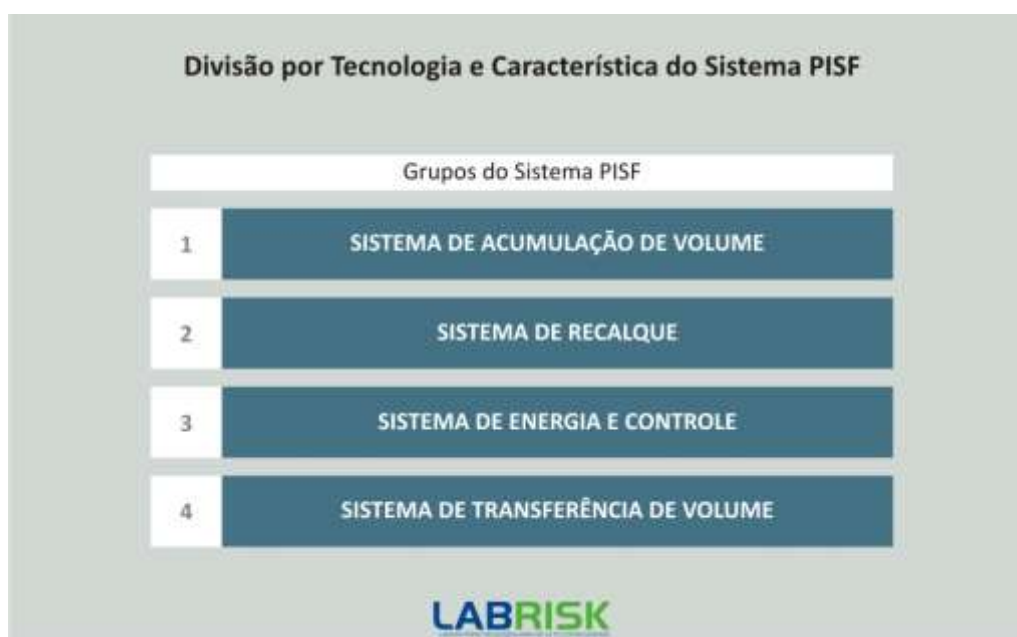 Divisão por Tecnologia e Característica do Sistema PISF
Grupos do Sistema PISF
1 SISTEMA DE ACUMULAÇÃO DE VOLUME
2 SISTEMA DE RECALQUE
3 SISTEMA DE ENERGIA E CONTROLE
4 SISTEMA DE TRANSFERÊNCIA DE VOLUME
LABRISK